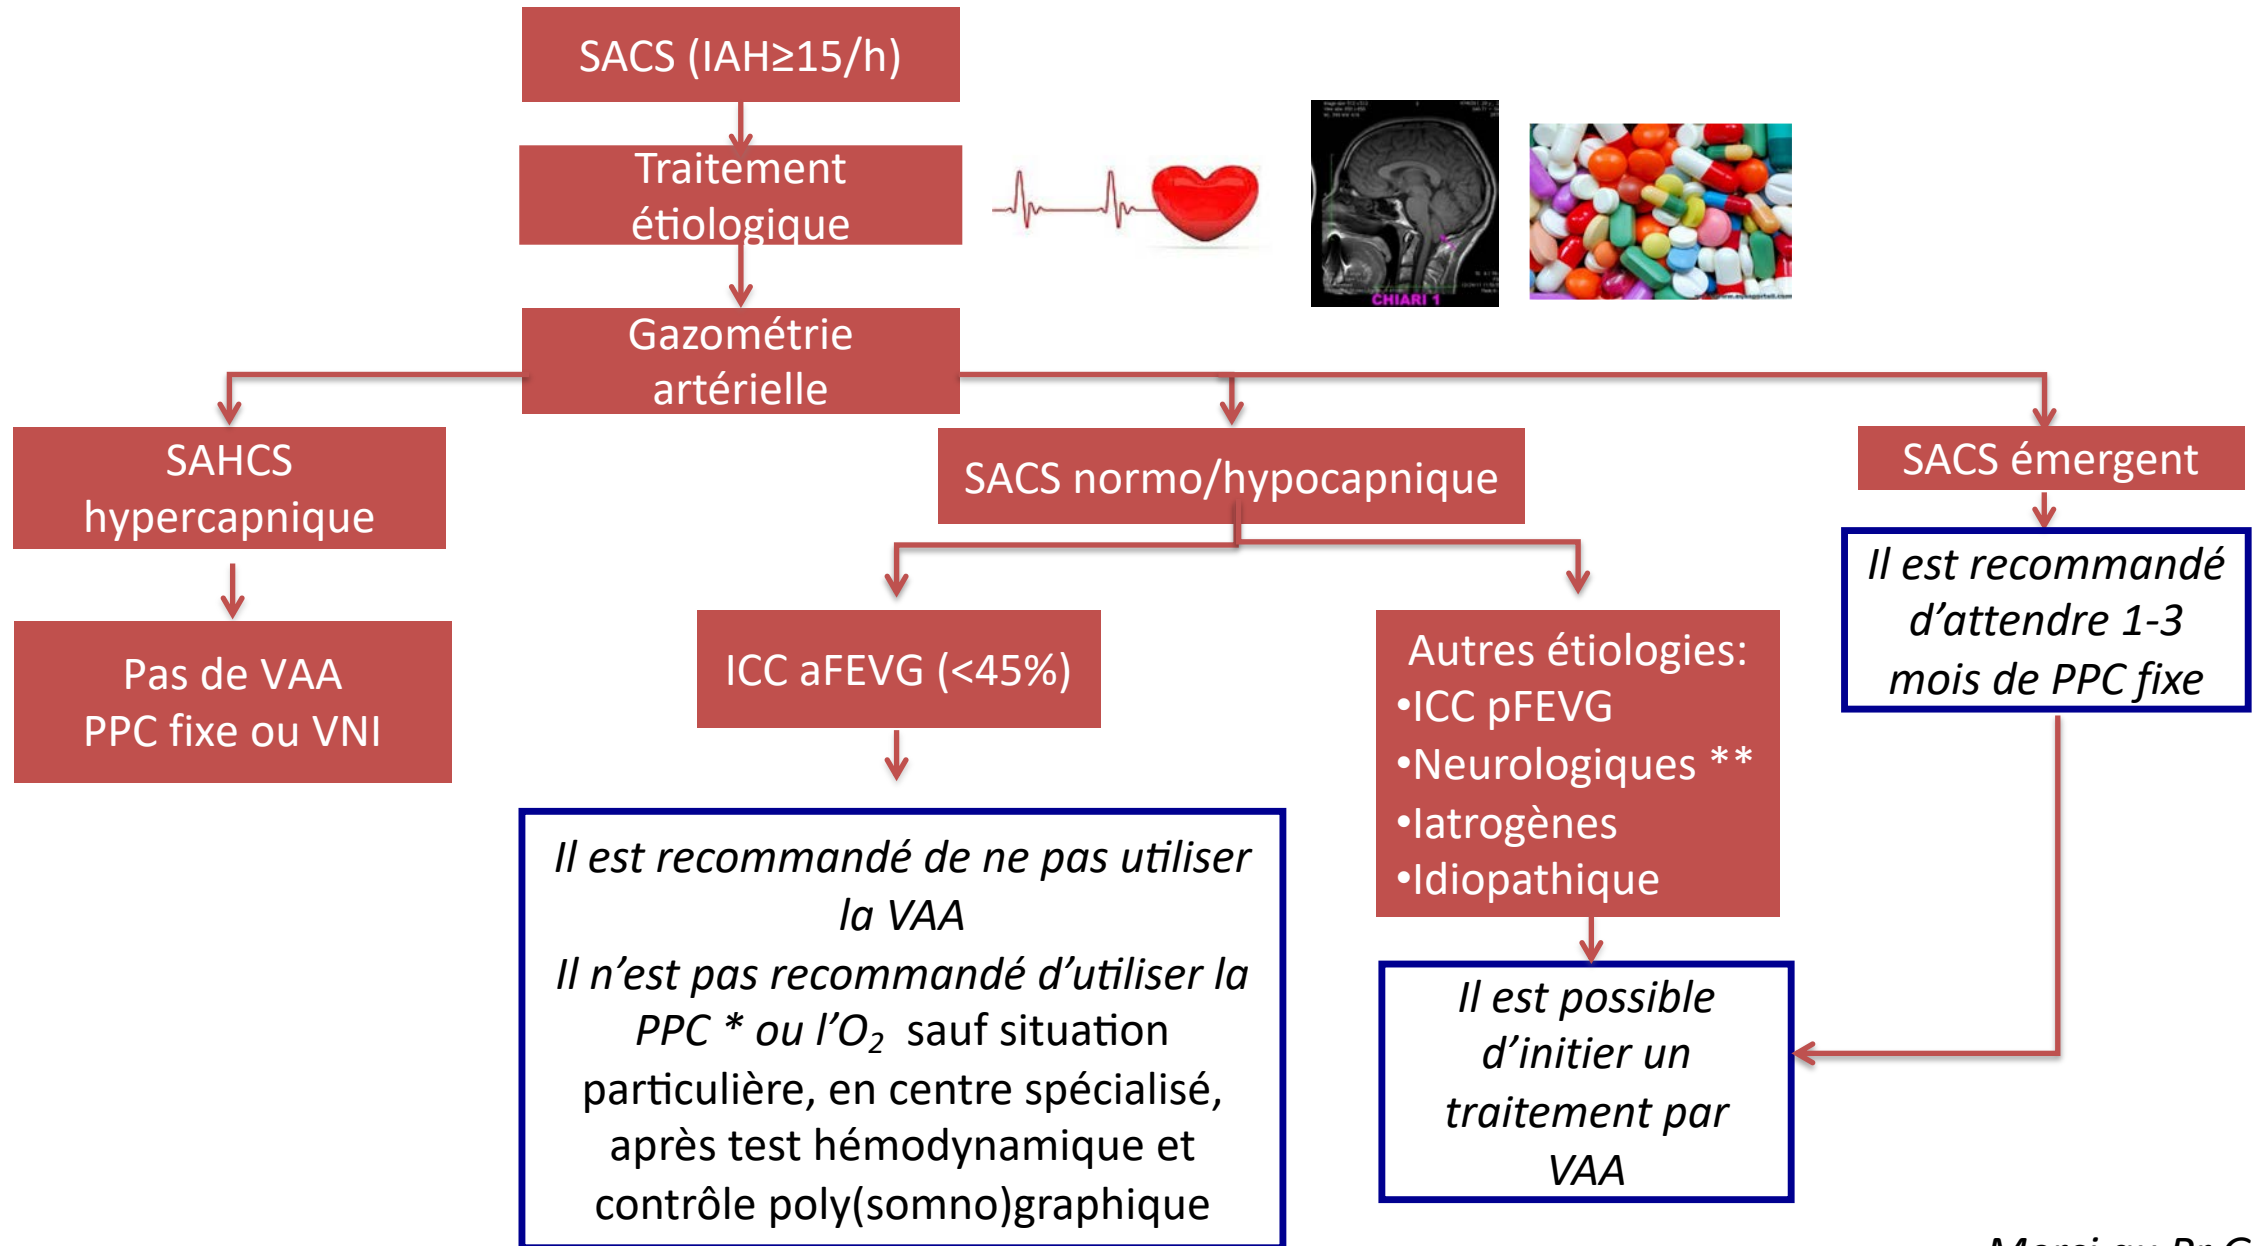 SACS (IAH≥15/h)
Traitement
étiologique
CHIARI 1
Gazométrie
artérielle
SAHCS
hypercapnique
SACS normo/hypocapnique
SACS émergent
Il est recommandé
d’attendre 1-3
mois de PPC fixe
Pas de VAA
PPC fixe ou VNI
ICC aFEVG (<45%)
Autres étiologies:
•ICC pFEVG
•Neurologiques **
•Iatrogènes
•Idiopathique
Il est recommandé de ne pas utiliser
la VAA
Il n’est pas recommandé d’utiliser la
PPC * ou l’O2 sauf situation
particulière, en centre spécialisé,
après test hémodynamique et
contrôle poly(somno)graphique
Il est possible
d’initier un
traitement par
VAA
Merci au Pr G